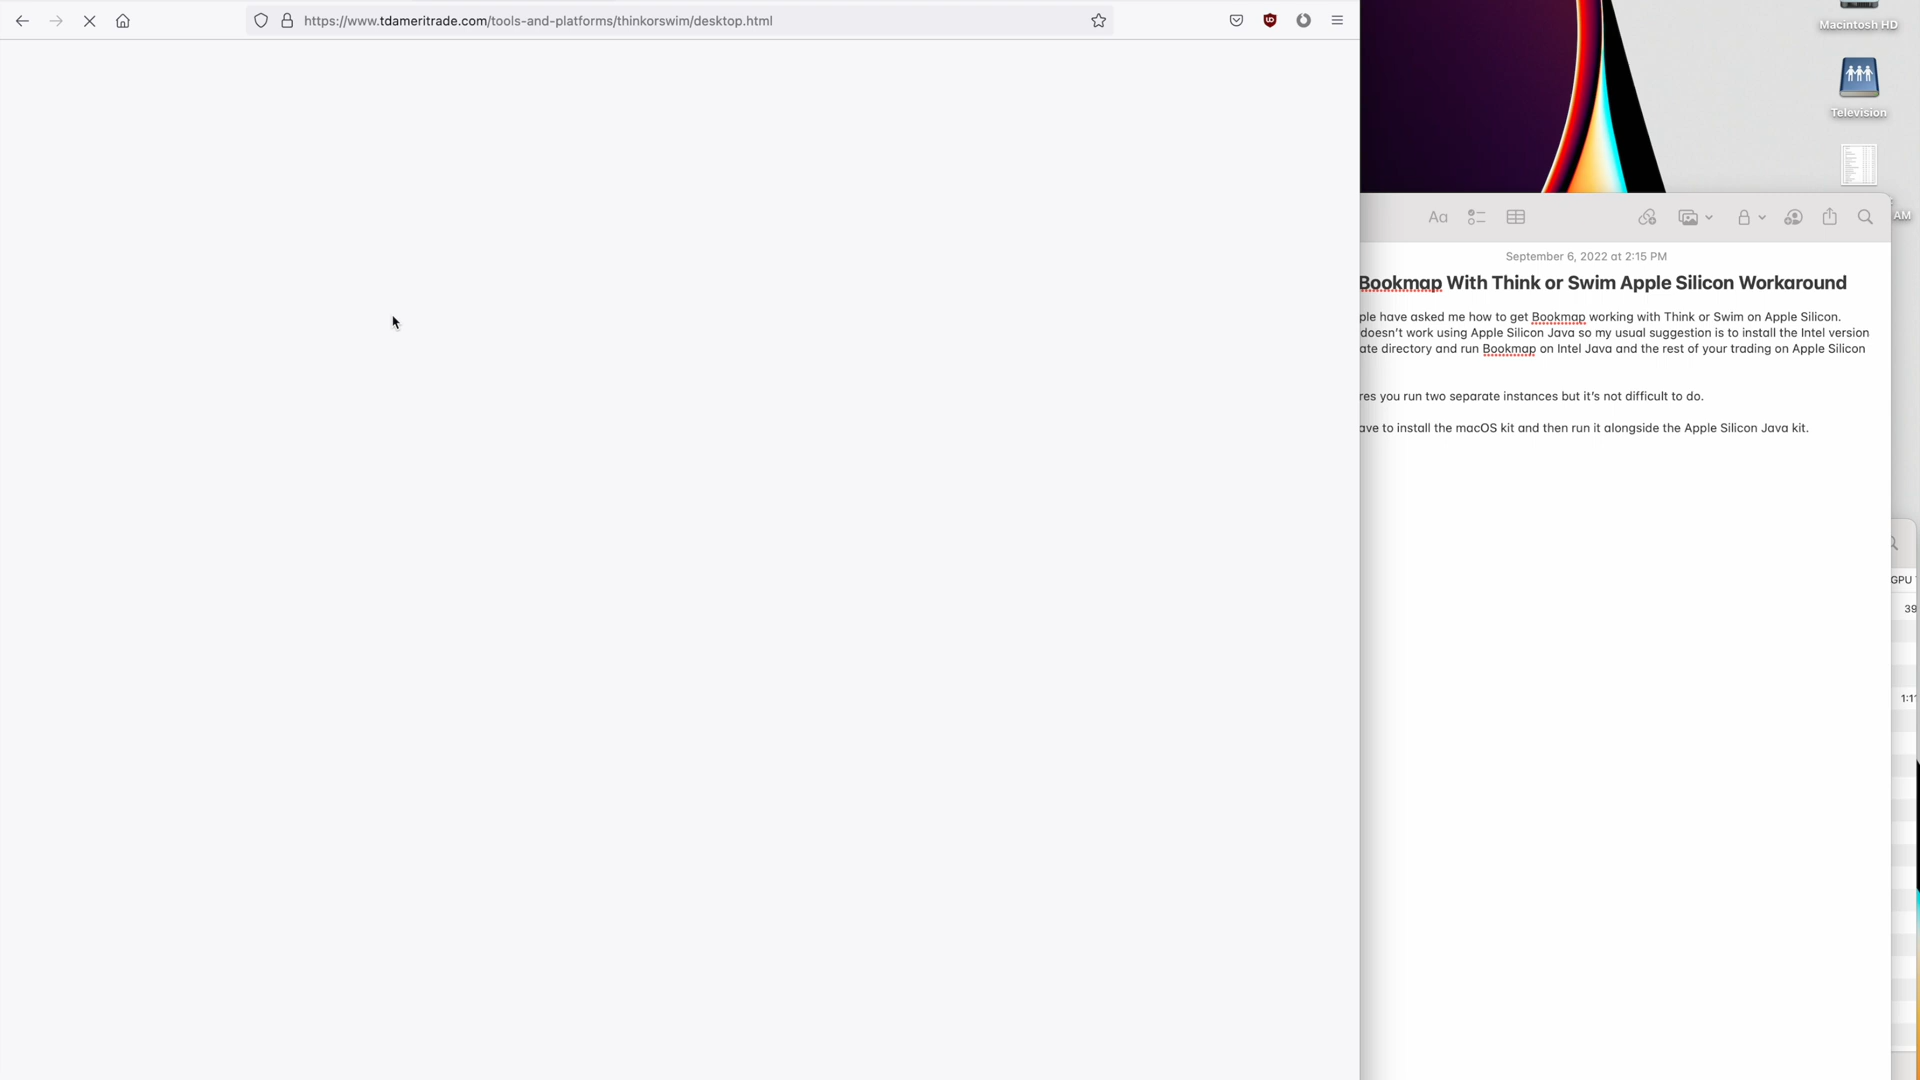 https://www.tdameritrade.com/tools-and-platforms/thinkorswim/desktop.html
Macintosh HD
Television
AM
Aa
September 6, 2022 at 2:15 PM
Bookmap With Think or Swim Apple Silicon Workaround
ple have asked me how to get Bookmap working with Think or Swim on Apple Silicon.
doesn't work using Apple Silicon Java so my usual suggestion is to install the Intel version
ate directory and run Bookmap on Intel Java and the rest of your trading on Apple Silicon
res you run two separate instances but it's not difficult to do.
ave to install the macOS kit and then run it alongside the Apple Silicon Java kit.
GPU
39
1:1